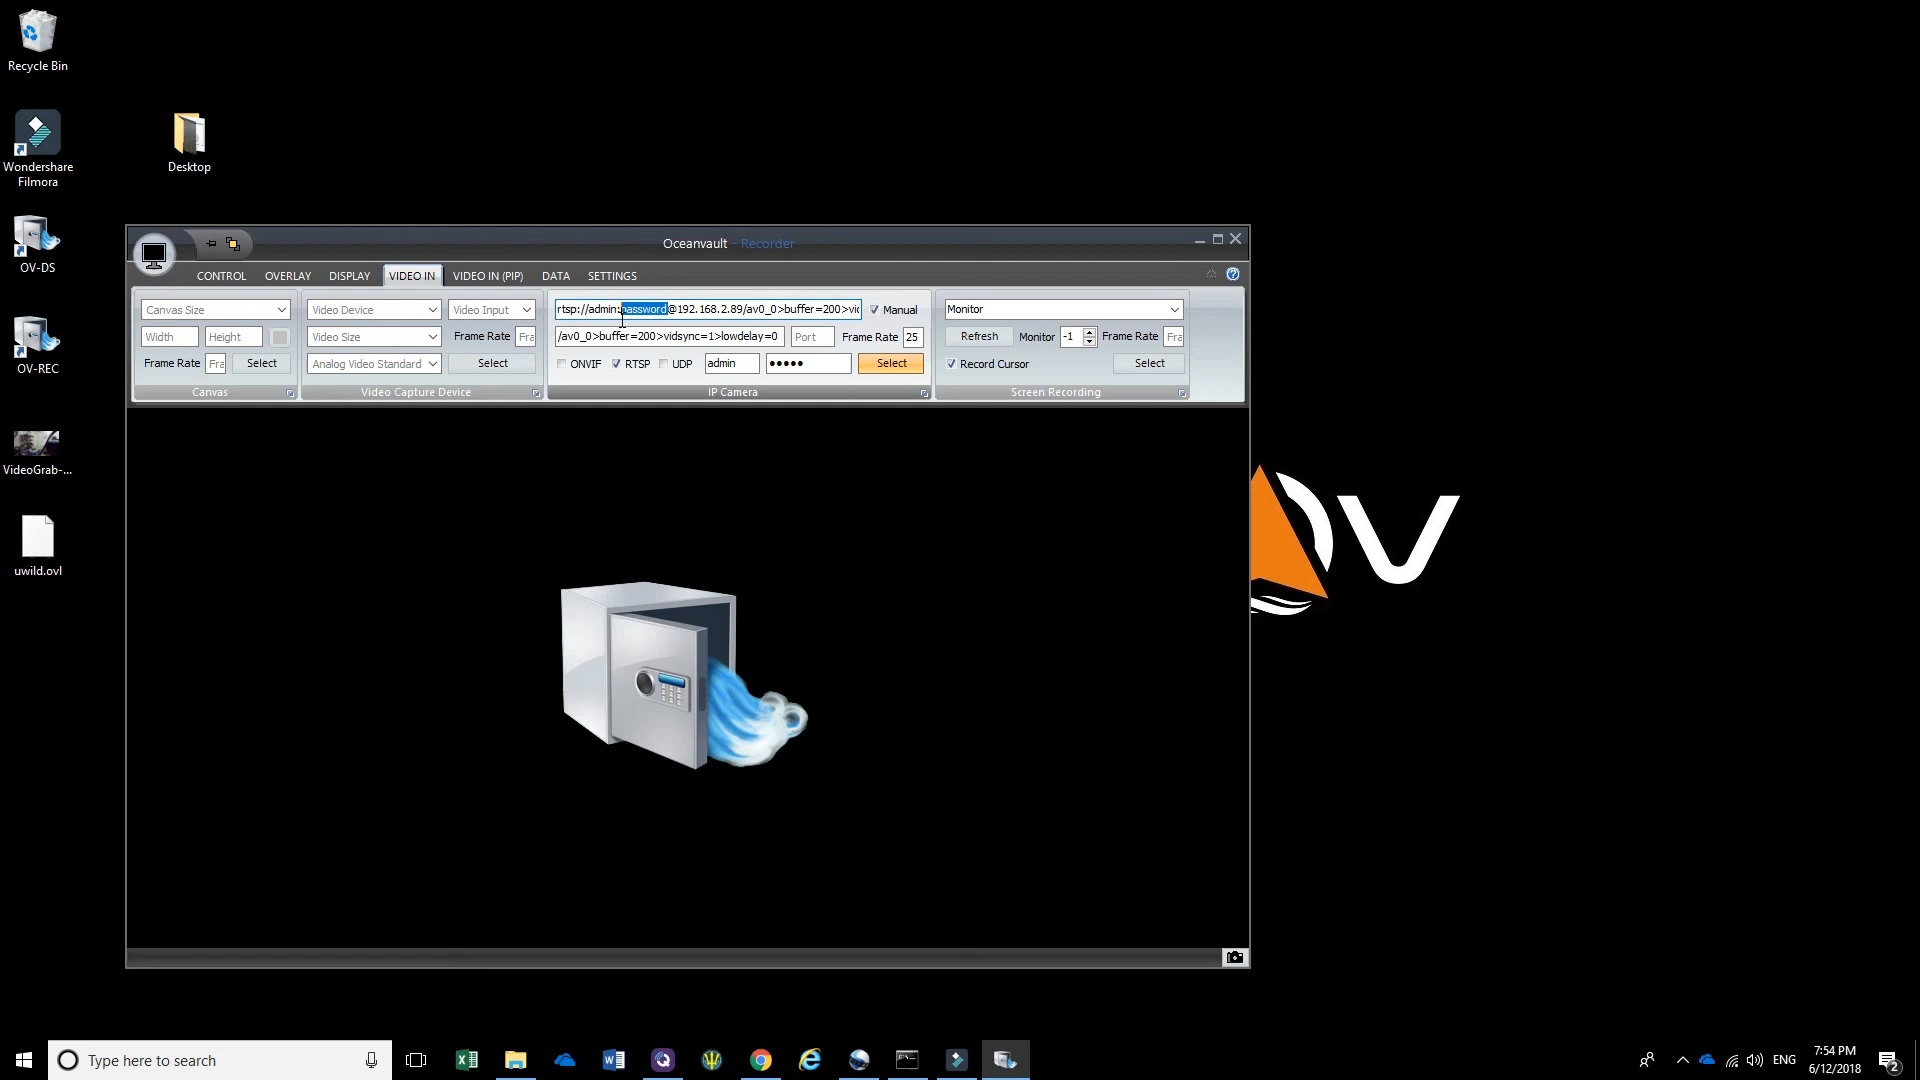 Recycle Bin
Wondershare
Filmora
Desktop
OV-DS
OV-REC
VideoGrab-...
uwild.ovl
Oceanvault - Recorder
CONTROL OVERLAY DISPLAY VIDEO IN VIDEO IN (PIP) DATA SETTINGS
Canvas Size
Width Height
Frame Rate Fra Select
Canvas
Video Device Video Input
Video Size Frame Rate Fra
Analog Video Standard Select
Video Capture Device
rtsp://admin:password@192.168.2.89/av0_0>buffer=200>vid Manual
/av0_0>buffer=200>vidsync=1>lowdelay=0 Port Frame Rate 25
ONVIF RTSP UDP admin ●●●●● Select
IP Camera
Monitor
Refresh Monitor -1 Frame Rate Fra
Record Cursor Select
Screen Recording
OV
Type here to search
ENG
7:54 PM
6/12/2018
2